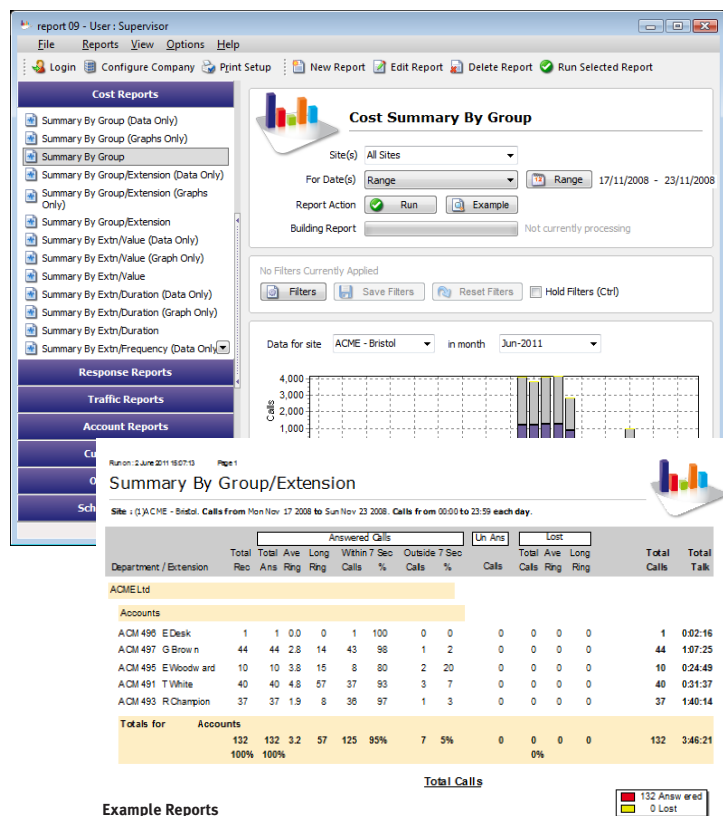 report 09 - User : Supervisor
File Reports View Options Help
Login Configure Company Print Setup New Report Edit Report Delete Report Run Selected Report
Cost Reports
Summary By Group (Data Only)
Summary By Group (Graphs Only)
Summary By Group
Summary By Group/Extension (Data Only)
Summary By Group/Extension (Graphs
Only)
Summary By Group/Extension
Summary By Extn/Value (Data Only)
Summary By Extn/Value (Graph Only)
Summary By Extn/Value
Summary By Extn/Duration (Data Only)
Summary By Extn/Duration (Graph Only)
Summary By Extn/Duration
Summary By Extn/Frequency (Data Only
Response Reports
Traffic Reports
Account Reports
Cu
O
Sch
Cost Summary By Group
Site(s) All Sites
For Date(s) Range Range 17/11/2008 - 23/11/2008
Report Action Run Example
Building Report Not currently processing
No Filters Currently Applied
Filters Save Filters Reset Filters Hold Filters (Ctrl)
Data for site ACME - Bristol in month Jun-2011
4,000
3,000
2,000
1,000
Calls
Run on : 2 June 2011 16:07:13 Page 1
Summary By Group/Extension
Site : (1)ACME - Bristol. Calls from Mon Nov 17 2008 to Sun Nov 23 2008. Calls from 00:00 to 23:59 each day.
Answered Calls Un Ans Lost
Total Total Ave Long Within 7 Sec Outside 7 Sec Total Ave Long Total Total
Department / Extension Rec Ans Ring Ring Calls % Calls % Calls Calls Ring Ring Calls Talk
ACME Ltd
Accounts
ACM 496 E Desk 1 1 0.0 0 1 100 0 0 0 0 0 0 1 0:02:16
ACM 497 G Brown 44 44 2.8 14 43 98 1 2 0 0 0 0 44 1:07:25
ACM 495 E Woodward 10 10 3.8 15 8 80 2 20 0 0 0 0 10 0:24:49
ACM 491 T White 40 40 4.8 57 37 93 3 7 0 0 0 0 40 0:31:37
ACM 493 R Champion 37 37 1.9 8 36 97 1 3 0 0 0 0 37 1:40:14
Totals for Accounts
132 132 3.2 57 125 95% 7 5% 0 0 0 0 132 3:46:21
100% 100% 0%
Total Calls
132 Answered
0 Lost
Example Reports